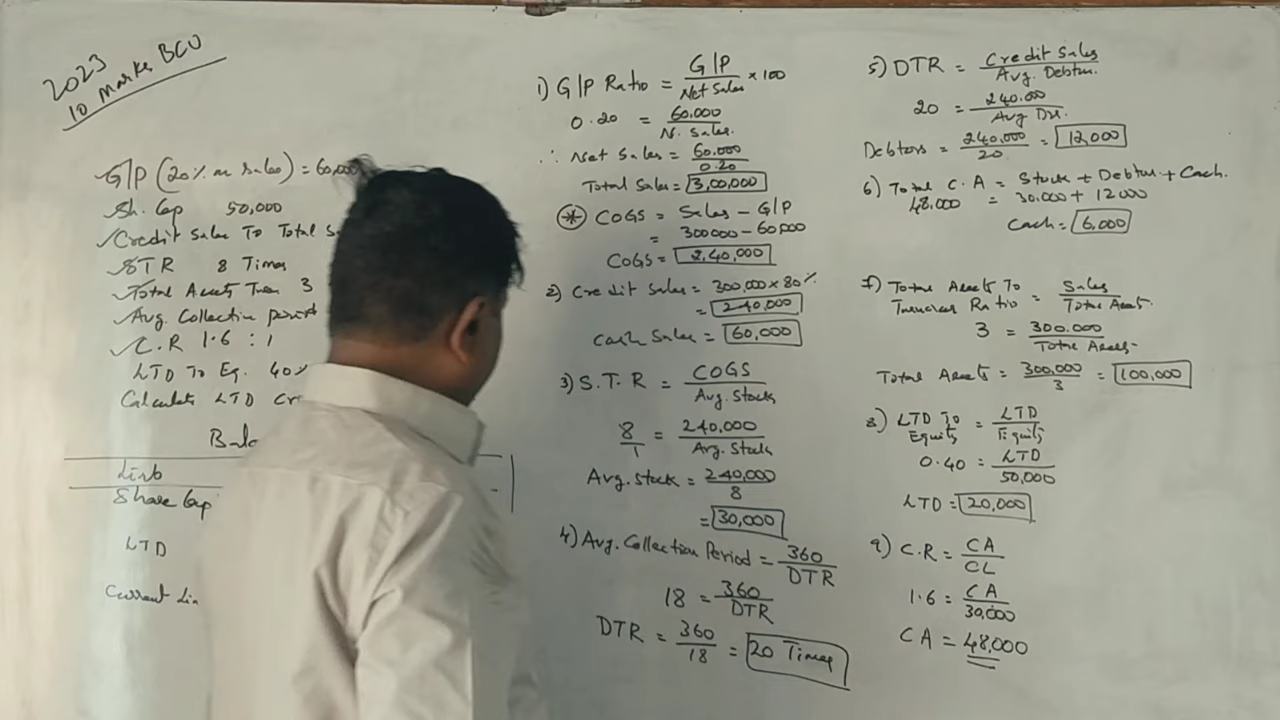 2023
10 Marks BCU
G/P (20% on sales) = 60,000
Sh. Cap 50,000
Credit Sales To Total S
STR 8 Times
Total Assets Turn 3
Avg. Collection period
C.R 1.6 : 1
LTD To Eq. 40%
Calculate LTD Cr
Bala
Liab
Share Cap
LTD
Current Lia
1) G/P Ratio = G/P / Net Sales × 100
0.20 = 60.000 / N. Sales.
∴ Net Sales = 60.000 / 0.20
Total Sales = 3,00,000
* COGS = Sales - G/P
= 300000 - 60000
COGS = 2,40,000
2) Credit Sales = 300,000 × 80%
= 240,000
Cash Sales = 60,000
3) S.T.R = COGS / Avg. Stock
8/1 = 240,000 / Avg. Stock
Avg. Stock = 240,000 / 8
= 30,000
4) Avg. Collection Period = 360 / DTR
18 = 360 / DTR
DTR = 360 / 18 = 20 Times
5) DTR = Credit Sales / Avg. Debtors.
20 = 240.000 / Avg Drs.
Debtors = 240,000 / 20 = 12,000
6) Total C.A = Stock + Debtors + Cash.
48.000 = 30.000 + 12000
Cash = 6,000
7) Total Assets To Turnover Ratio = Sales / Total Assets.
3 = 300.000 / Total Assets
Total Assets = 300,000 / 3 = 100,000
8) LTD To Equity = LTD / Equity
0.40 = LTD / 50,000
LTD = 20,000
9) C.R = CA / CL
1.6 = CA / 30,000
CA = 48,000